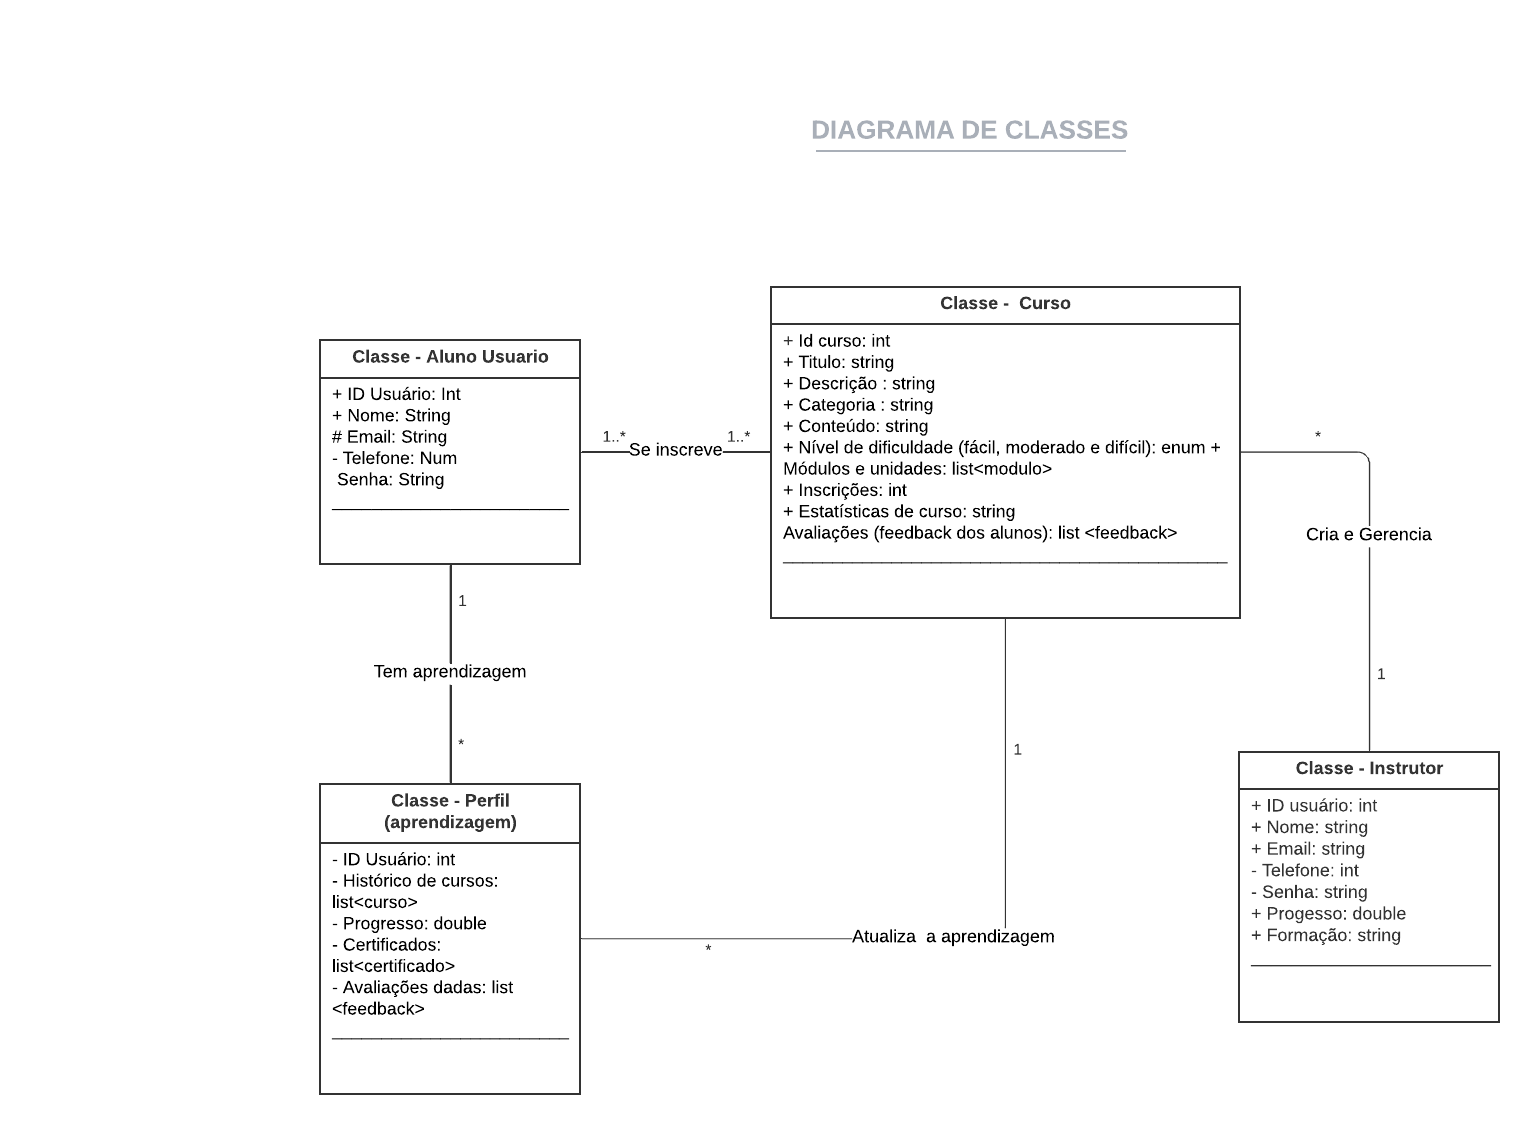 DIAGRAMA DE CLASSES
Classe -  Curso
+ Id curso: int
+ Titulo: string
+ Descrição : string
+ Categoria : string
+ Conteúdo: string
+ Nível de dificuldade (fácil, moderado e difícil): enum +
Módulos e unidades: list<modulo>
+ Inscrições: int
+ Estatísticas de curso: string
Avaliações (feedback dos alunos): list <feedback>
Classe - Aluno Usuario
+ ID Usuário: Int
+ Nome: String
# Email: String
- Telefone: Num
Senha: String
1..*
Se inscreve
1..*
*
Cria e Gerencia
1
1
Tem aprendizagem
*
1
Classe - Instrutor
+ ID usuário: int
+ Nome: string
+ Email: string
- Telefone: int
- Senha: string
+ Progesso: double
+ Formação: string
Classe - Perfil
(aprendizagem)
- ID Usuário: int
- Histórico de cursos:
list<curso>
- Progresso: double
- Certificados:
list<certificado>
- Avaliações dadas: list
<feedback>
*
Atualiza  a aprendizagem